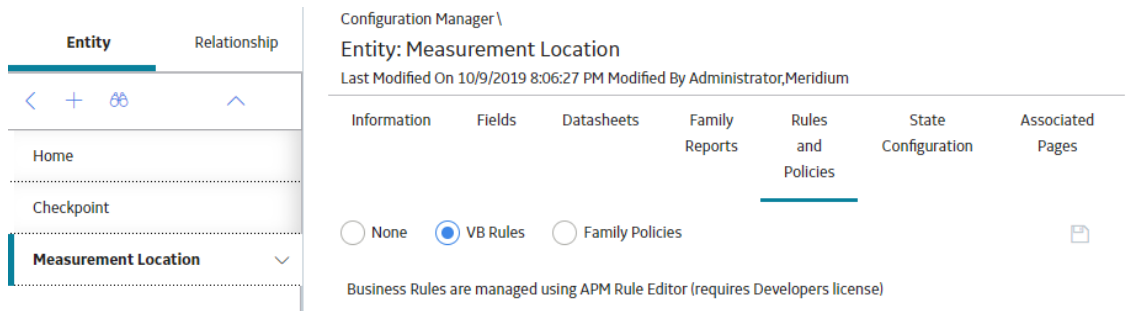 Entity Relationship
Home
Checkpoint
Measurement Location
Configuration Manager\
Entity: Measurement Location
Last Modified On 10/9/2019 8:06:27 PM Modified By Administrator,Meridium
Information Fields Datasheets Family Reports Rules and Policies State Configuration Associated Pages
None VB Rules Family Policies
Business Rules are managed using APM Rule Editor (requires Developers license)